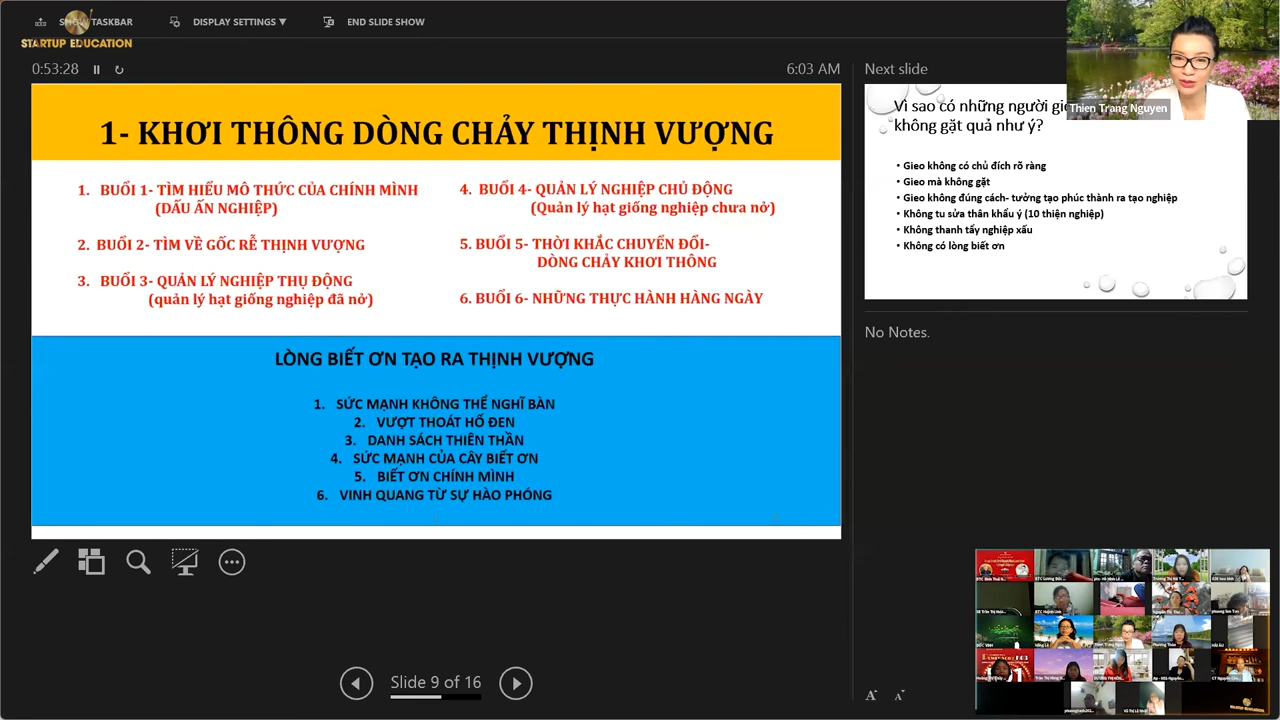 SHOW TASKBAR
DISPLAY SETTINGS ▼
END SLIDE SHOW
STARTUP EDUCATION
0:53:28
6:03 AM
1- KHƠI THÔNG DÒNG CHẢY THỊNH VƯỢNG
1. BUỔI 1- TÌM HIỂU MÔ THỨC CỦA CHÍNH MÌNH
(DẤU ẤN NGHIỆP)
2. BUỔI 2- TÌM VỀ GỐC RỄ THỊNH VƯỢNG
3. BUỔI 3- QUẢN LÝ NGHIỆP THỤ ĐỘNG
(quản lý hạt giống nghiệp đã nở)
4. BUỔI 4- QUẢN LÝ NGHIỆP CHỦ ĐỘNG
(Quản lý hạt giống nghiệp chưa nở)
5. BUỔI 5- THỜI KHẮC CHUYỂN ĐỔI-
DÒNG CHẢY KHƠI THÔNG
6. BUỔI 6- NHỮNG THỰC HÀNH HÀNG NGÀY
LÒNG BIẾT ƠN TẠO RA THỊNH VƯỢNG
1. SỨC MẠNH KHÔNG THỂ NGHĨ BÀN
2. VƯỢT THOÁT HỐ ĐEN
3. DANH SÁCH THIÊN THẦN
4. SỨC MẠNH CỦA CÂY BIẾT ƠN
5. BIẾT ƠN CHÍNH MÌNH
6. VINH QUANG TỪ SỰ HÀO PHÓNG
Slide 9 of 16
Next slide
Thien Trang Nguyen
Vì sao có những người
không gặt quả như ý?
• Gieo không có chủ đích rõ ràng
• Gieo mà không gặt
• Gieo không đúng cách- tưởng tạo phúc thành ra tạo nghiệp
• Không tu sửa thân khẩu ý (10 thiện nghiệp)
• Không thanh tẩy nghiệp xấu
• Không có lòng biết ơn
No Notes.